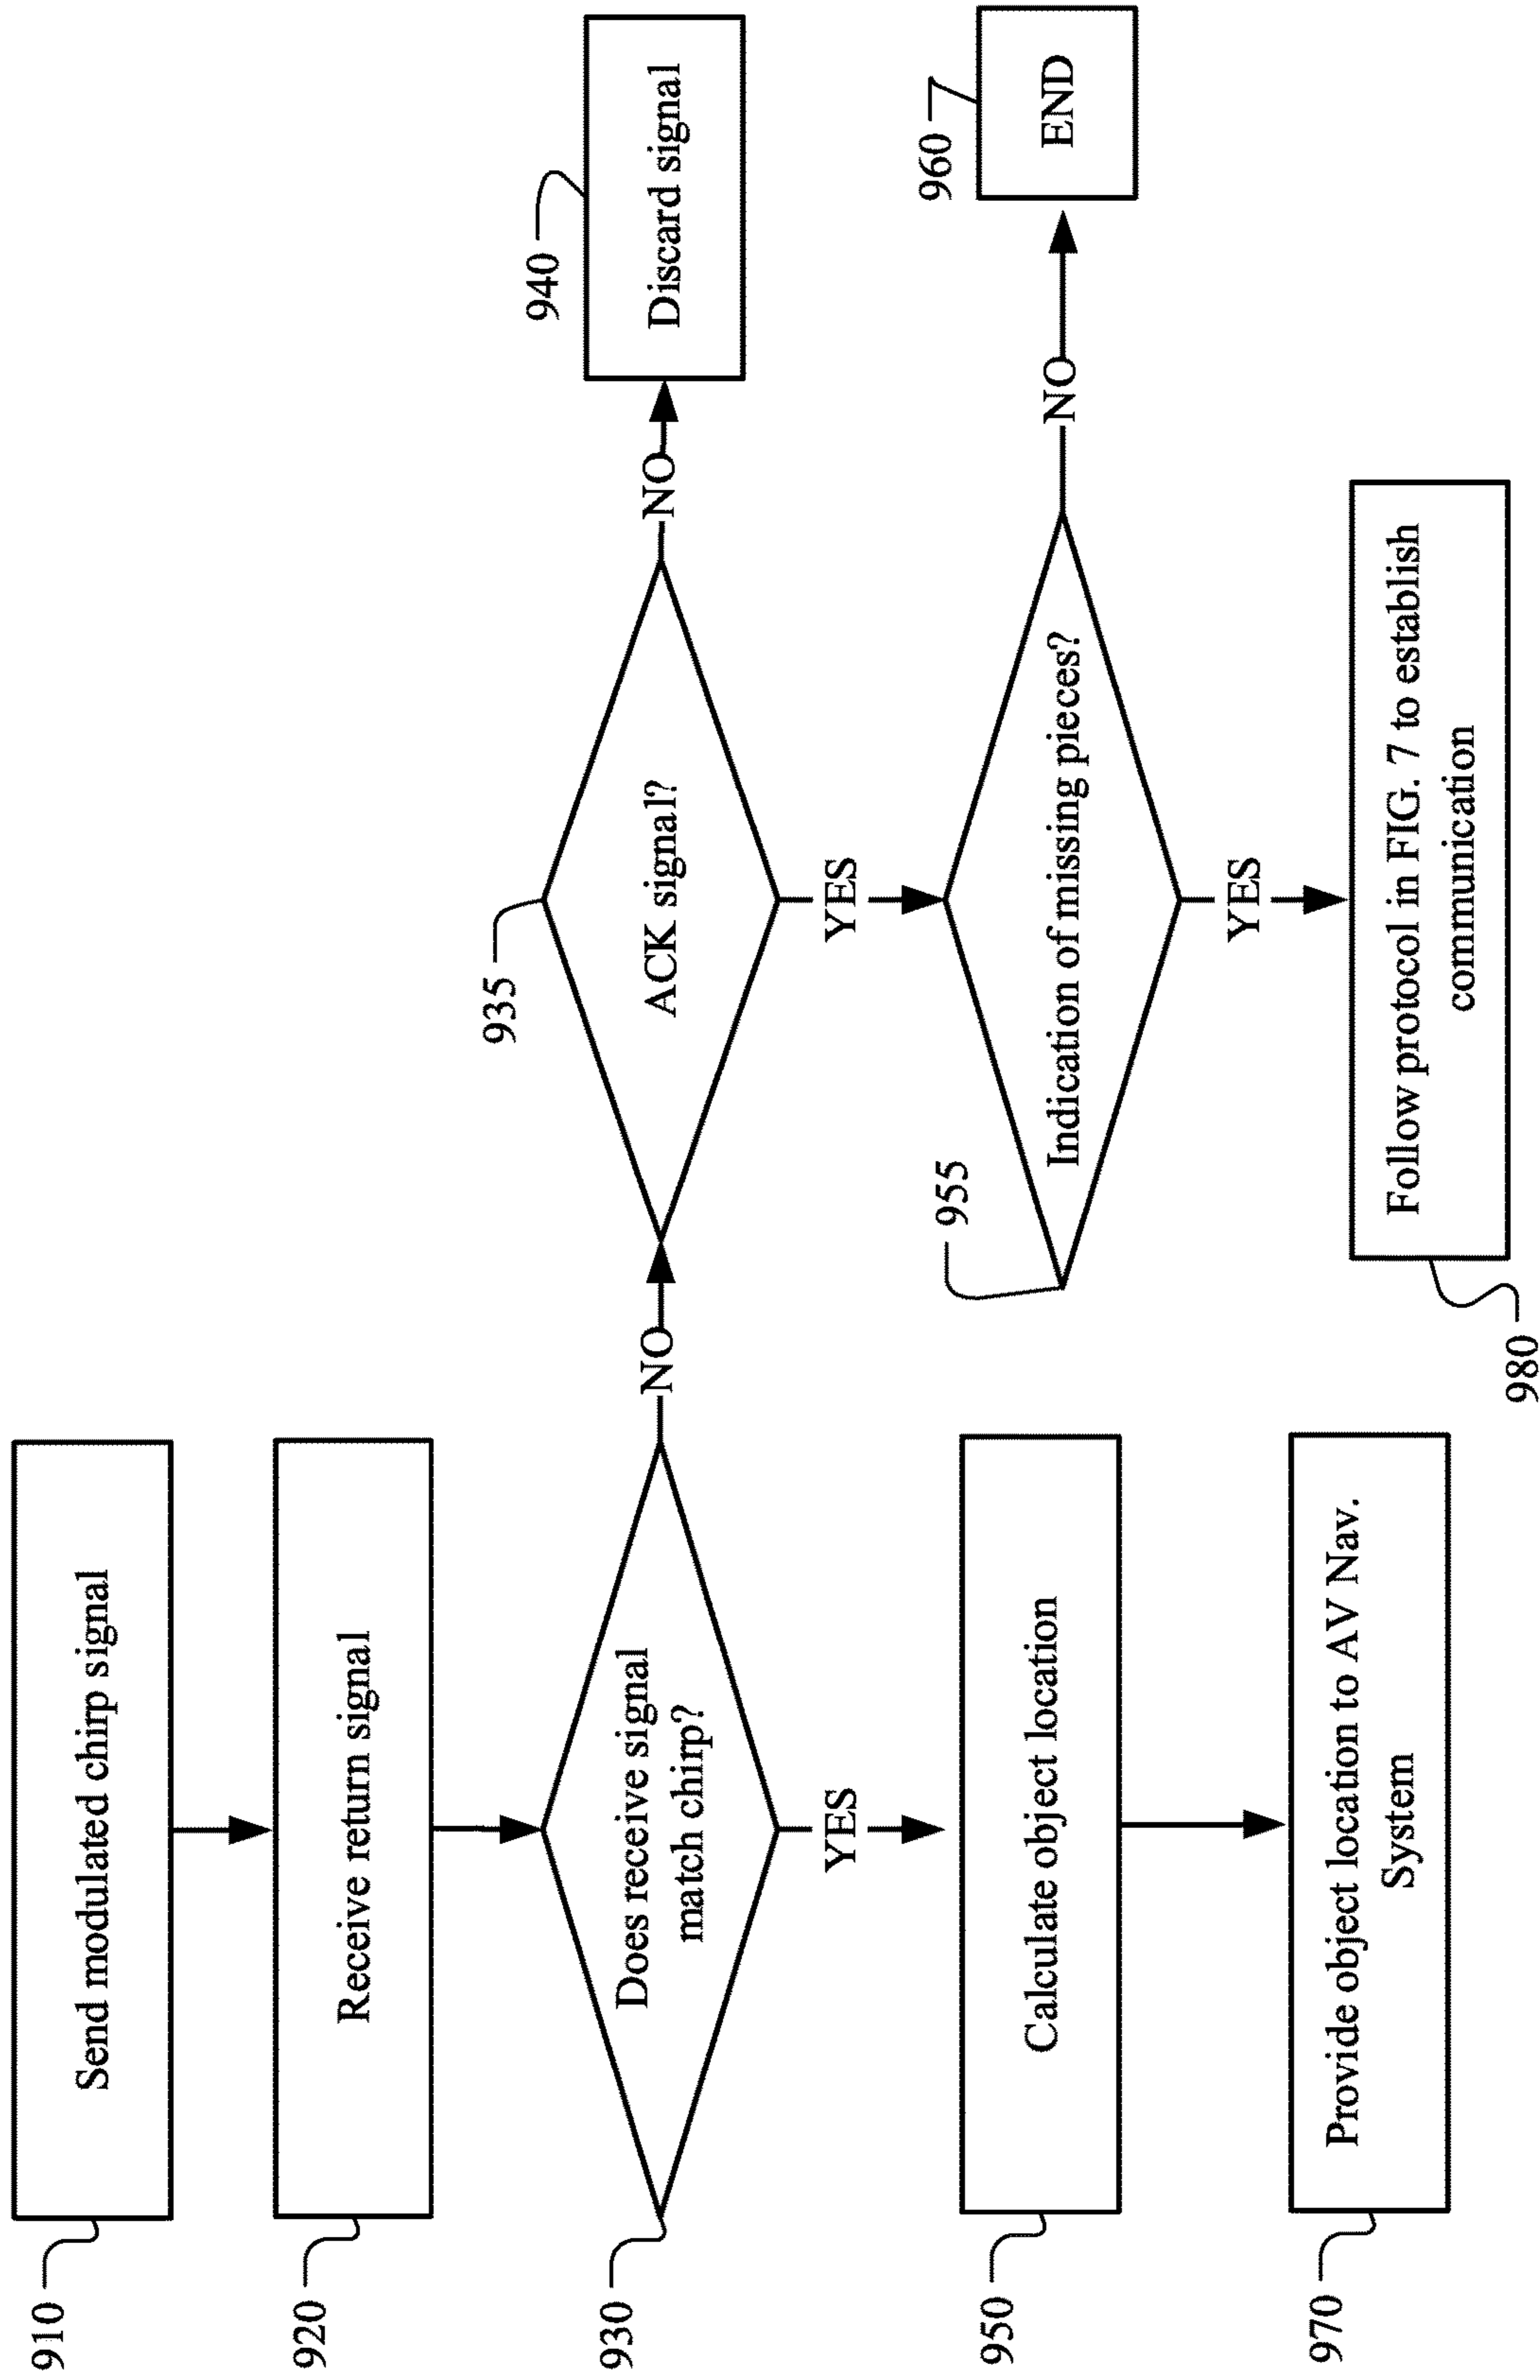 910
Send modulated chirp signal
920
Receive return signal
930
Does receive signal
match chirp?
NO
935
ACK signal?
NO
940
Discard signal
YES
YES
950
Calculate object location
955
Indication of missing pieces?
NO
960
END
YES
970
Provide object location to AV Nav.
System
980
Follow protocol in FIG. 7 to establish
communication